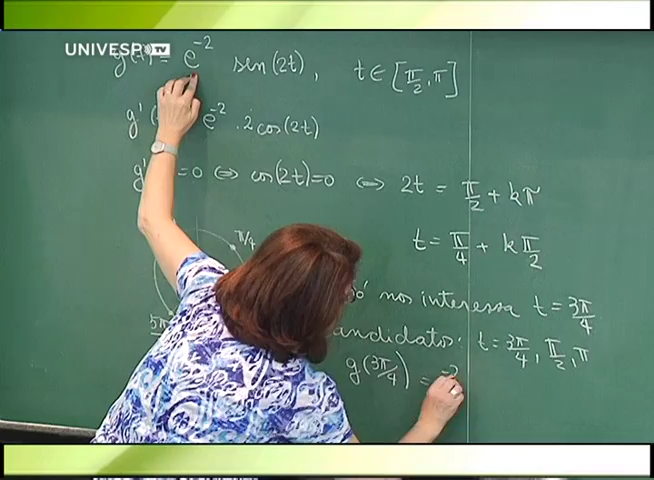 UNIVESP TV
g(t) = e^{-2} sen(2t), t ∈ [π/2, π]
g'( e^{-2} . 2 cos(2t)
g' = 0 ⇔ cos(2t) = 0 ⇔ 2t = π/2 + kπ
t = π/4 + k π/2
π/4
só nos interessa t = 3π/4
5π
andidatos: t = 3π/4, π/2, π
g(3π/4) = -2